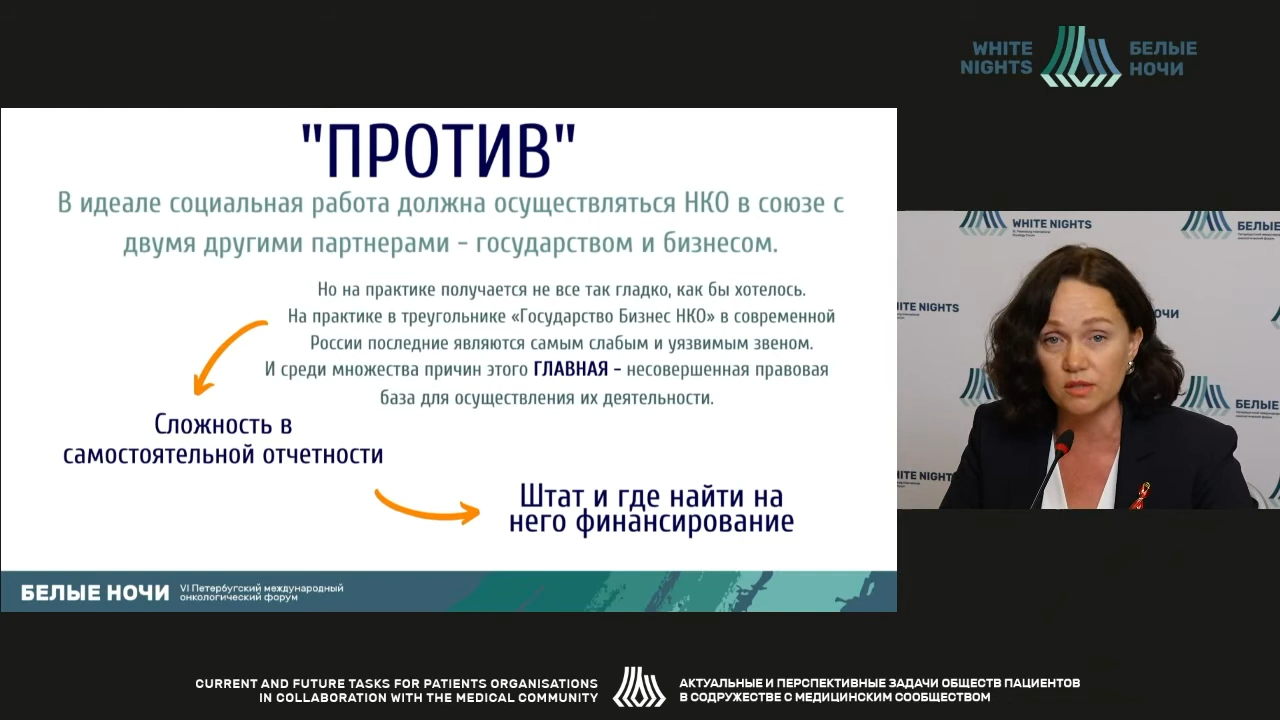 WHITE
NIGHTS
БЕЛЫЕ
НОЧИ
"ПРОТИВ"
В идеале социальная работа должна осуществляться НКО в союзе с
двумя другими партнерами - государством и бизнесом.
Но на практике получается не все так гладко, как бы хотелось.
На практике в треугольнике «Государство Бизнес НКО» в современной
России последние являются самым слабым и уязвимым звеном.
И среди множества причин этого ГЛАВНАЯ - несовершенная правовая
база для осуществления их деятельности.
Сложность в
самостоятельной отчетности
Штат и где найти на
него финансирование
БЕЛЫЕ НОЧИ
VI Петербугский международный
онкологический форум
WHITE NIGHTS
БЕЛЫЕ
ITE NIGHTS
ОЧИ
БЕЛЫЕ
ITE NIGHTS
CURRENT AND FUTURE TASKS FOR PATIENTS ORGANISATIONS
IN COLLABORATION WITH THE MEDICAL COMMUNITY
АКТУАЛЬНЫЕ И ПЕРСПЕКТИВНЫЕ ЗАДАЧИ ОБЩЕСТВ ПАЦИЕНТОВ
В СОДРУЖЕСТВЕ С МЕДИЦИНСКИМ СООБЩЕСТВОМ